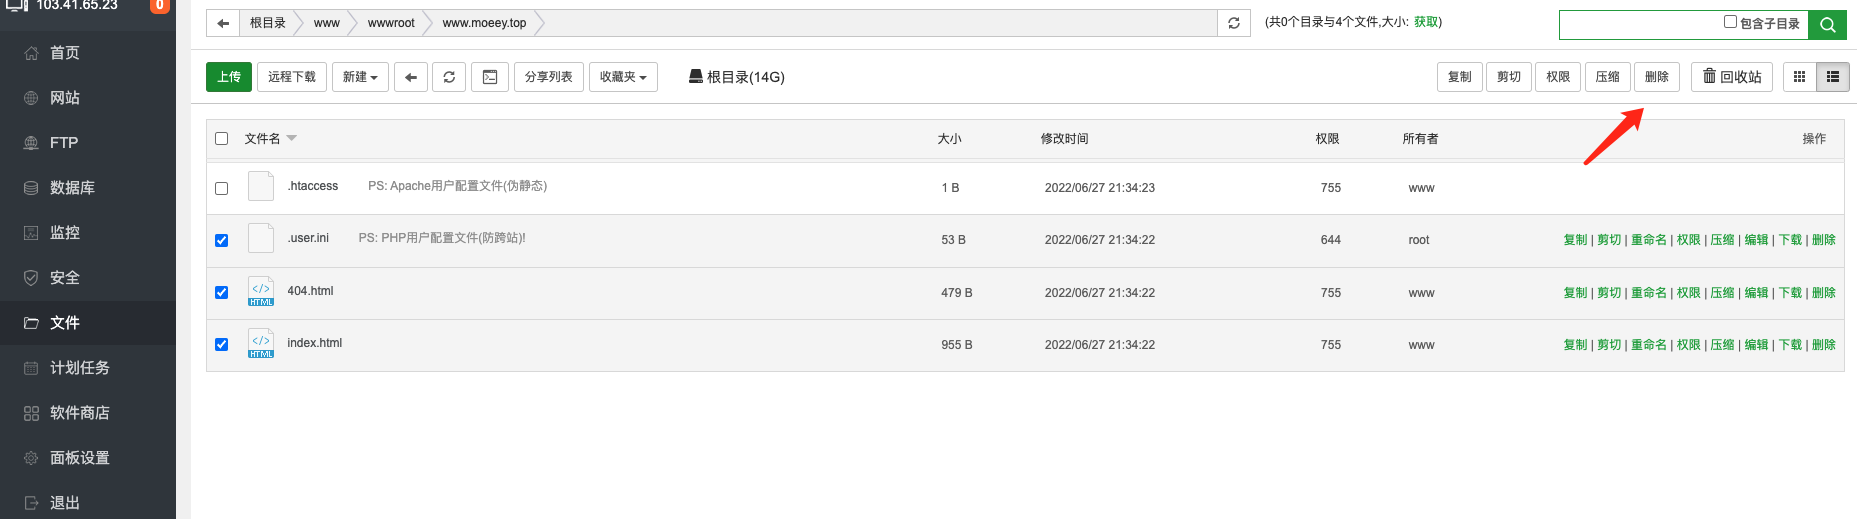 103.41.65.23
0
首页
网站
FTP
数据库
监控
安全
文件
计划任务
软件商店
面板设置
退出
根目录 www wwwroot www.moeey.top (共0个目录与4个文件,大小: 获取) 包含子目录
上传 远程下载 新建 分享列表 收藏夹 根目录(14G) 复制 剪切 权限 压缩 删除 回收站
文件名 大小 修改时间 权限 所有者 操作
.htaccess PS: Apache用户配置文件(伪静态) 1 B 2022/06/27 21:34:23 755 www
.user.ini PS: PHP用户配置文件(防跨站)! 53 B 2022/06/27 21:34:22 644 root 复制 | 剪切 | 重命名 | 权限 | 压缩 | 编辑 | 下载 | 删除
HTML 404.html 479 B 2022/06/27 21:34:22 755 www 复制 | 剪切 | 重命名 | 权限 | 压缩 | 编辑 | 下载 | 删除
HTML index.html 955 B 2022/06/27 21:34:22 755 www 复制 | 剪切 | 重命名 | 权限 | 压缩 | 编辑 | 下载 | 删除